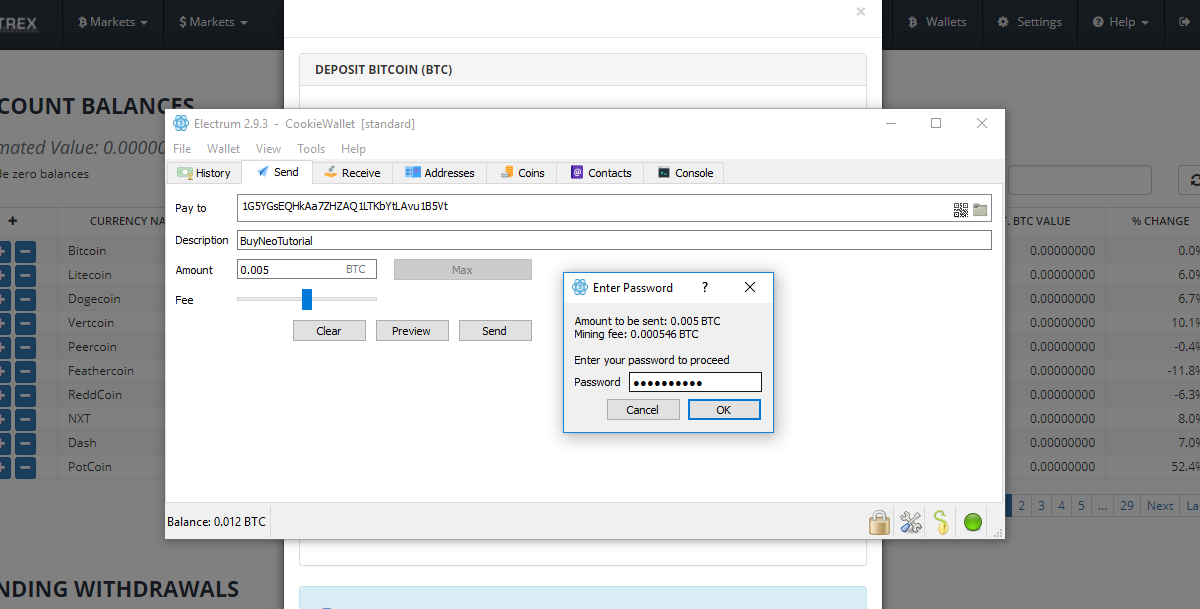 TREX
Markets
$ Markets
Wallets
Settings
Help
×
DEPOSIT BITCOIN (BTC)
COUNT BALANCES
mated Value: 0.00000
de zero balances
Electrum 2.9.3 - CookieWallet [standard]
File Wallet View Tools Help
History Send Receive Addresses Coins Contacts Console
Pay to 1G5YGsEQHkAa7ZHZAQ1LTKbYtLAvu1B5Vt
Description BuyNeoTutorial
Amount 0.005 BTC Max
Fee
Clear Preview Send
Enter Password ?
Amount to be sent: 0.005 BTC
Mining fee: 0.000546 BTC
Enter your password to proceed
Password ●●●●●●●●●●
Cancel OK
Balance: 0.012 BTC
+ CURRENCY NA
. BTC VALUE % CHANGE
Bitcoin 0.00000000 0.0%
Litecoin 0.00000000 6.0%
Dogecoin 0.00000000 6.7%
Vertcoin 0.00000000 10.1%
Peercoin 0.00000000 -0.4%
Feathercoin 0.00000000 -11.8%
ReddCoin 0.00000000 -6.3%
NXT 0.00000000 8.0%
Dash 0.00000000 7.0%
PotCoin 0.00000000 52.4%
2 3 4 5 ... 29 Next La
NDING WITHDRAWALS